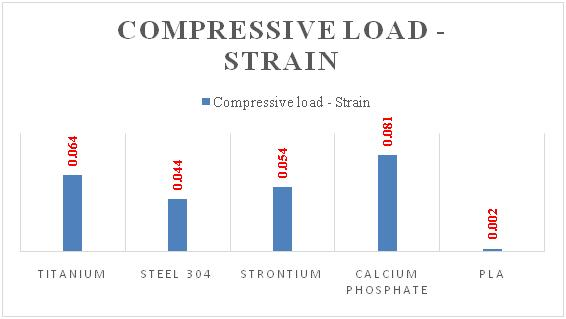 COMPRESSIVE LOAD -
STRAIN
Compressive load - Strain
0.064
0.044
0.054
0.081
0.002
TITANIUM
STEEL 304
STRONTIUM
CALCIUM
PHOSPHATE
PLA